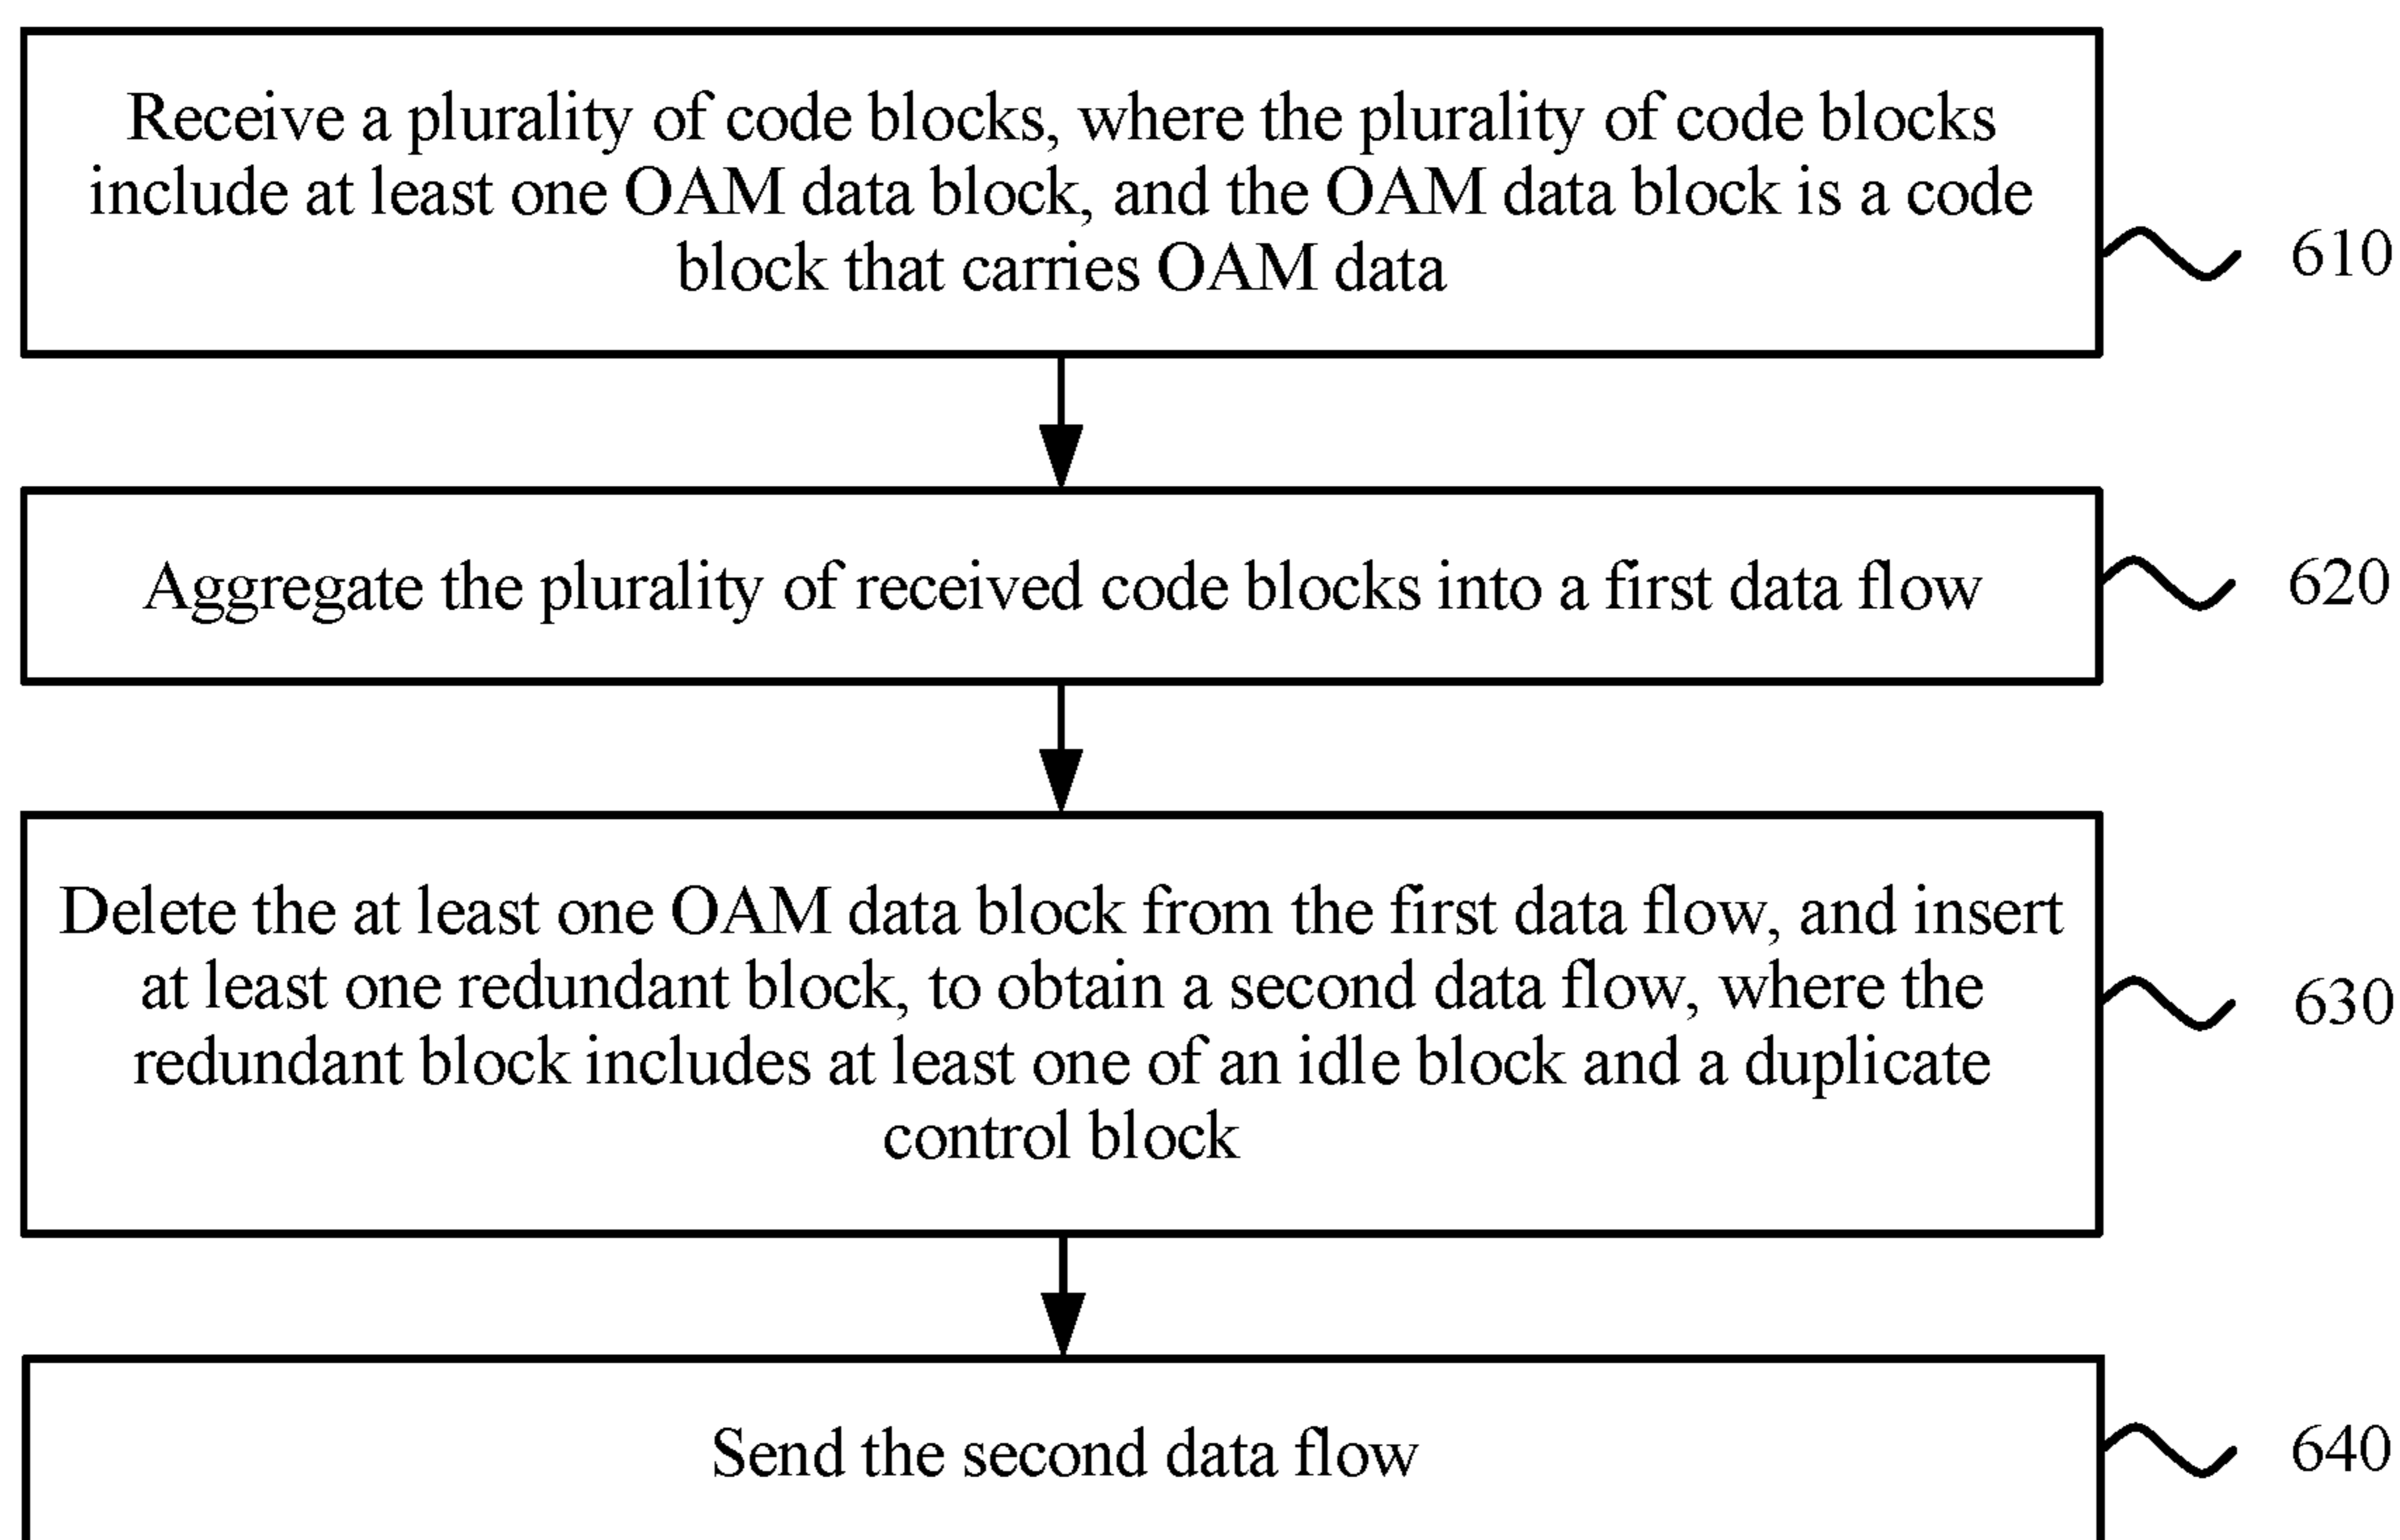 Receive a plurality of code blocks, where the plurality of code blocks
include at least one OAM data block, and the OAM data block is a code
block that carries OAM data
610
Aggregate the plurality of received code blocks into a first data flow
620
Delete the at least one OAM data block from the first data flow, and insert
at least one redundant block, to obtain a second data flow, where the
redundant block includes at least one of an idle block and a duplicate
control block
630
Send the second data flow
640